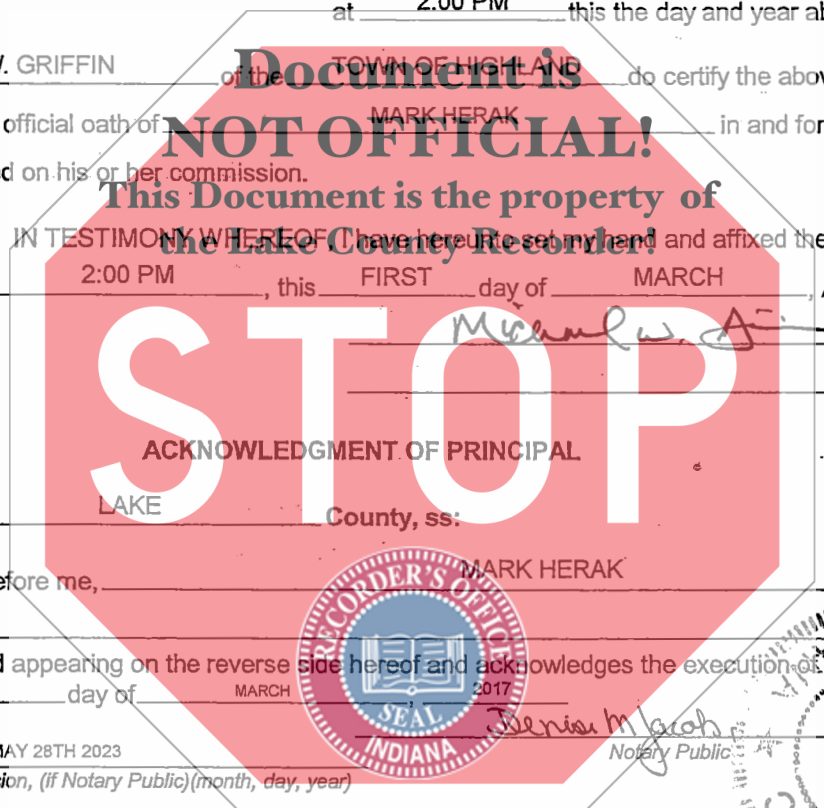 at 2:00 PM this the day and year
GRIFFIN of the TOWN OF HIGHLAND do certify the
Document is
official oath of MARK HERAK in and for
NOT OFFICIAL!
on his or her commission.
This Document is the property of
IN TESTIMONY WHEREOF, I have hereunto set my hand and affixed the
the Lake County Recorder!
2:00 PM, this FIRST day of MARCH,
Michael W.
STOP
ACKNOWLEDGMENT OF PRINCIPAL
LAKE County, ss:
me, MARK HERAK
RECORDER'S OFFICE
appearing on the reverse side hereof and acknowledges the execution of
day of MARCH, 2017
SEAL
INDIANA
Denise M Jacob
MAY 28TH 2023 Notary Public
(if Notary Public)(month, day, year)